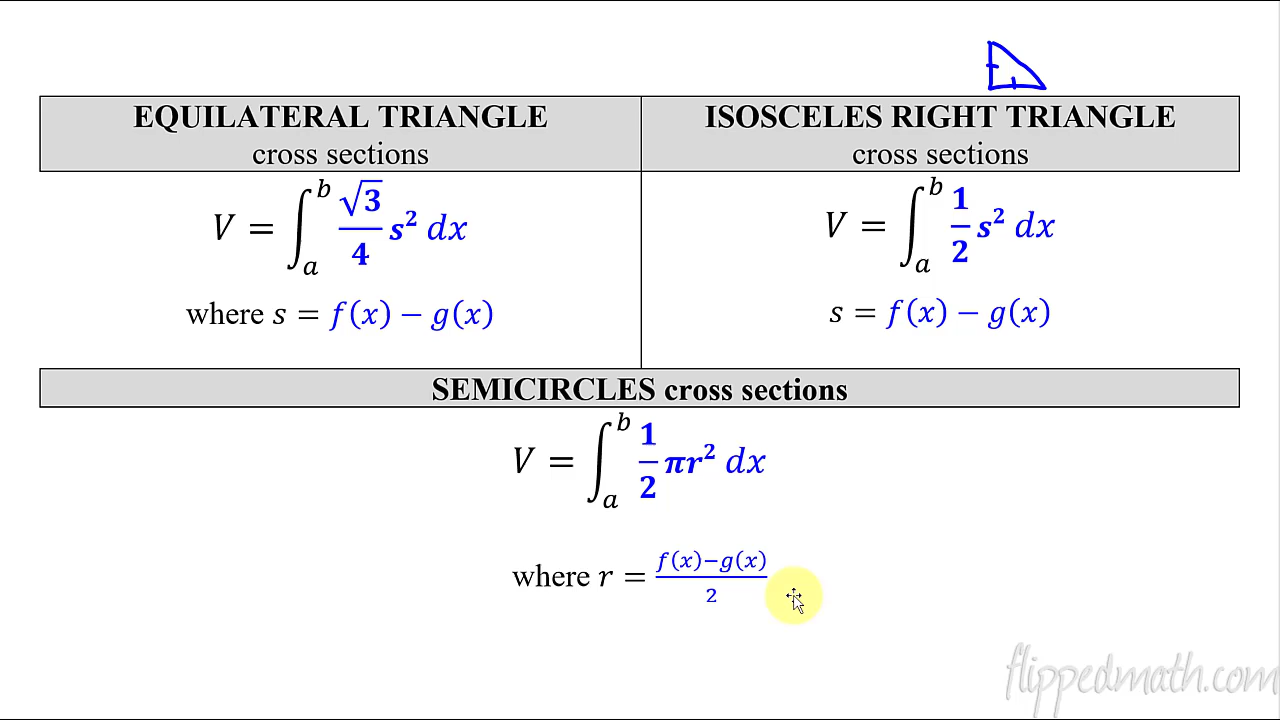 EQUILATERAL TRIANGLE
cross sections
V = ∫_a^b √3/4 s² dx
where s = f(x) − g(x)
ISOSCELES RIGHT TRIANGLE
cross sections
V = ∫_a^b 1/2 s² dx
s = f(x) − g(x)
SEMICIRCLES cross sections
V = ∫_a^b 1/2 πr² dx
where r = f(x)−g(x)/2
flippedmath.com